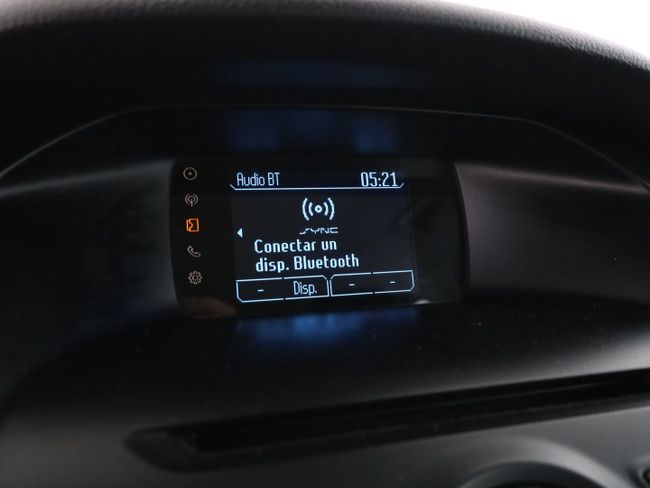 Audio BT 05:21
SYNC
Conectar un
disp. Bluetooth
- Disp. - -